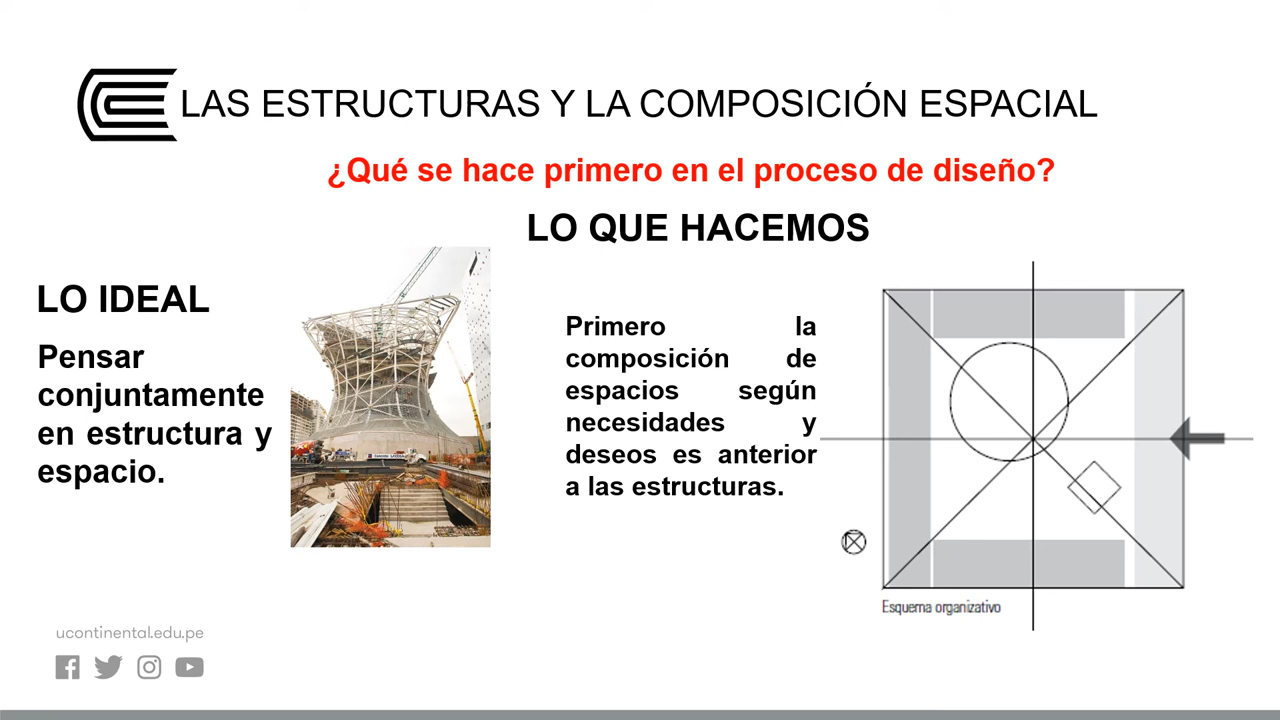 LAS ESTRUCTURAS Y LA COMPOSICIÓN ESPACIAL
¿Qué se hace primero en el proceso de diseño?
LO QUE HACEMOS
LO IDEAL
Pensar
conjuntamente
en estructura y
espacio.
Primero la
composición de
espacios según
necesidades y
deseos es anterior
a las estructuras.
Esquema organizativo
ucontinental.edu.pe